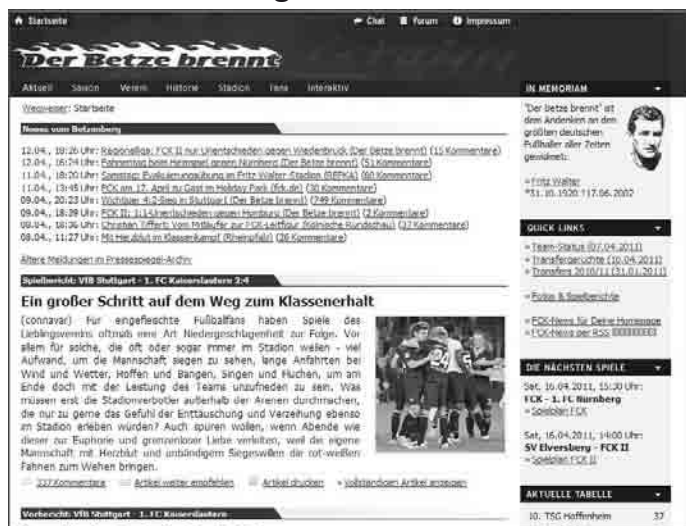 Startseite
Chat Forum Impressum
Der Betze brennt
Aktuell Saison Verein Historie Stadion Fans Interaktiv
Wegweiser: Startseite
Neues vom Betzenberg
12.04., 18:26 Uhr: Regionalliga: FCK II nur Unentschieden gegen Wiedenbrück (Der Betze brennt) (15 Kommentare)
12.04., 16:24 Uhr: Fahnentag beim Heimspiel gegen Nürnberg (Der Betze brennt) (51 Kommentare)
11.04., 18:20 Uhr: Samstag: Evakuierungsübung im Fritz-Walter-Stadion (REFKA) (60 Kommentare)
11.04., 13:45 Uhr: FCK am 17. April zu Gast im Holiday Park (fck.de) (30 Kommentare)
09.04., 20:23 Uhr: Wichtiger 4:2-Sieg in Stuttgart (Der Betze brennt) (749 Kommentare)
09.04., 18:39 Uhr: FCK II: 1:1-Unentschieden gegen Homburg (Der Betze brennt) (2 Kommentare)
08.04., 18:36 Uhr: Christian Tiffert: Vom Mitläufer zur FCK-Leitfigur (Kölnische Rundschau) (37 Kommentare)
08.04., 11:27 Uhr: Mit Herzblut im Klassenkampf (Rheinpfalz) (26 Kommentare)
Ältere Meldungen im Pressespiegel-Archiv
Spielbericht: VfB Stuttgart - 1. FC Kaiserslautern 2:4
Ein großer Schritt auf dem Weg zum Klassenerhalt
(connavar) Für eingefleischte Fußballfans haben Spiele des
Lieblingsvereins oftmals eine Art Niedergeschlagenheit zur Folge. Vor
allem für solche, die oft oder sogar immer im Stadion weilen - viel
Aufwand, um die Mannschaft siegen zu sehen, lange Anfahrten bei
Wind und Wetter, Hoffen und Bangen, Singen und Fluchen, um am
Ende doch mit der Leistung des Teams unzufrieden zu sein. Was
müssen erst die Stadionverbotler außerhalb der Arenen durchmachen,
die nur zu gerne das Gefühl der Enttäuschung und Verzeihung ebenso
im Stadion erleben würden? Auch spüren wollen, wenn Abende wie
dieser zur Euphorie und grenzenloser Liebe verleiten, weil die eigene
Mannschaft mit Herzblut und unbändigem Siegeswillen die rot-weißen
Fahnen zum Wehen bringen.
337 Kommentare Artikel weiter empfehlen Artikel drucken » Vollständigen Artikel anzeigen
Vorbericht: VfB Stuttgart - 1. FC Kaiserslautern
IN MEMORIAM
"Der Betze brennt" ist
dem Andenken an den
größten deutschen
Fußballer aller Zeiten
gewidmet:
» Fritz Walter
*31.10.1920 †17.06.2002
QUICK LINKS
» Team-Status (07.04.2011)
» Transfergerüchte (10.04.2011)
» Transfers 2010/11 (31.01.2011)
» Fotos & Spielberichte
» FCK-News für Deine Homepage
» FCK-News per RSS
DIE NÄCHSTEN SPIELE
Sat, 16.04.2011, 15:30 Uhr:
FCK - 1. FC Nürnberg
» Spielplan FCK
Sat, 16.04.2011, 14:00 Uhr:
SV Elversberg - FCK II
» Spielplan FCK II
AKTUELLE TABELLE
10. TSG Hoffenheim 37